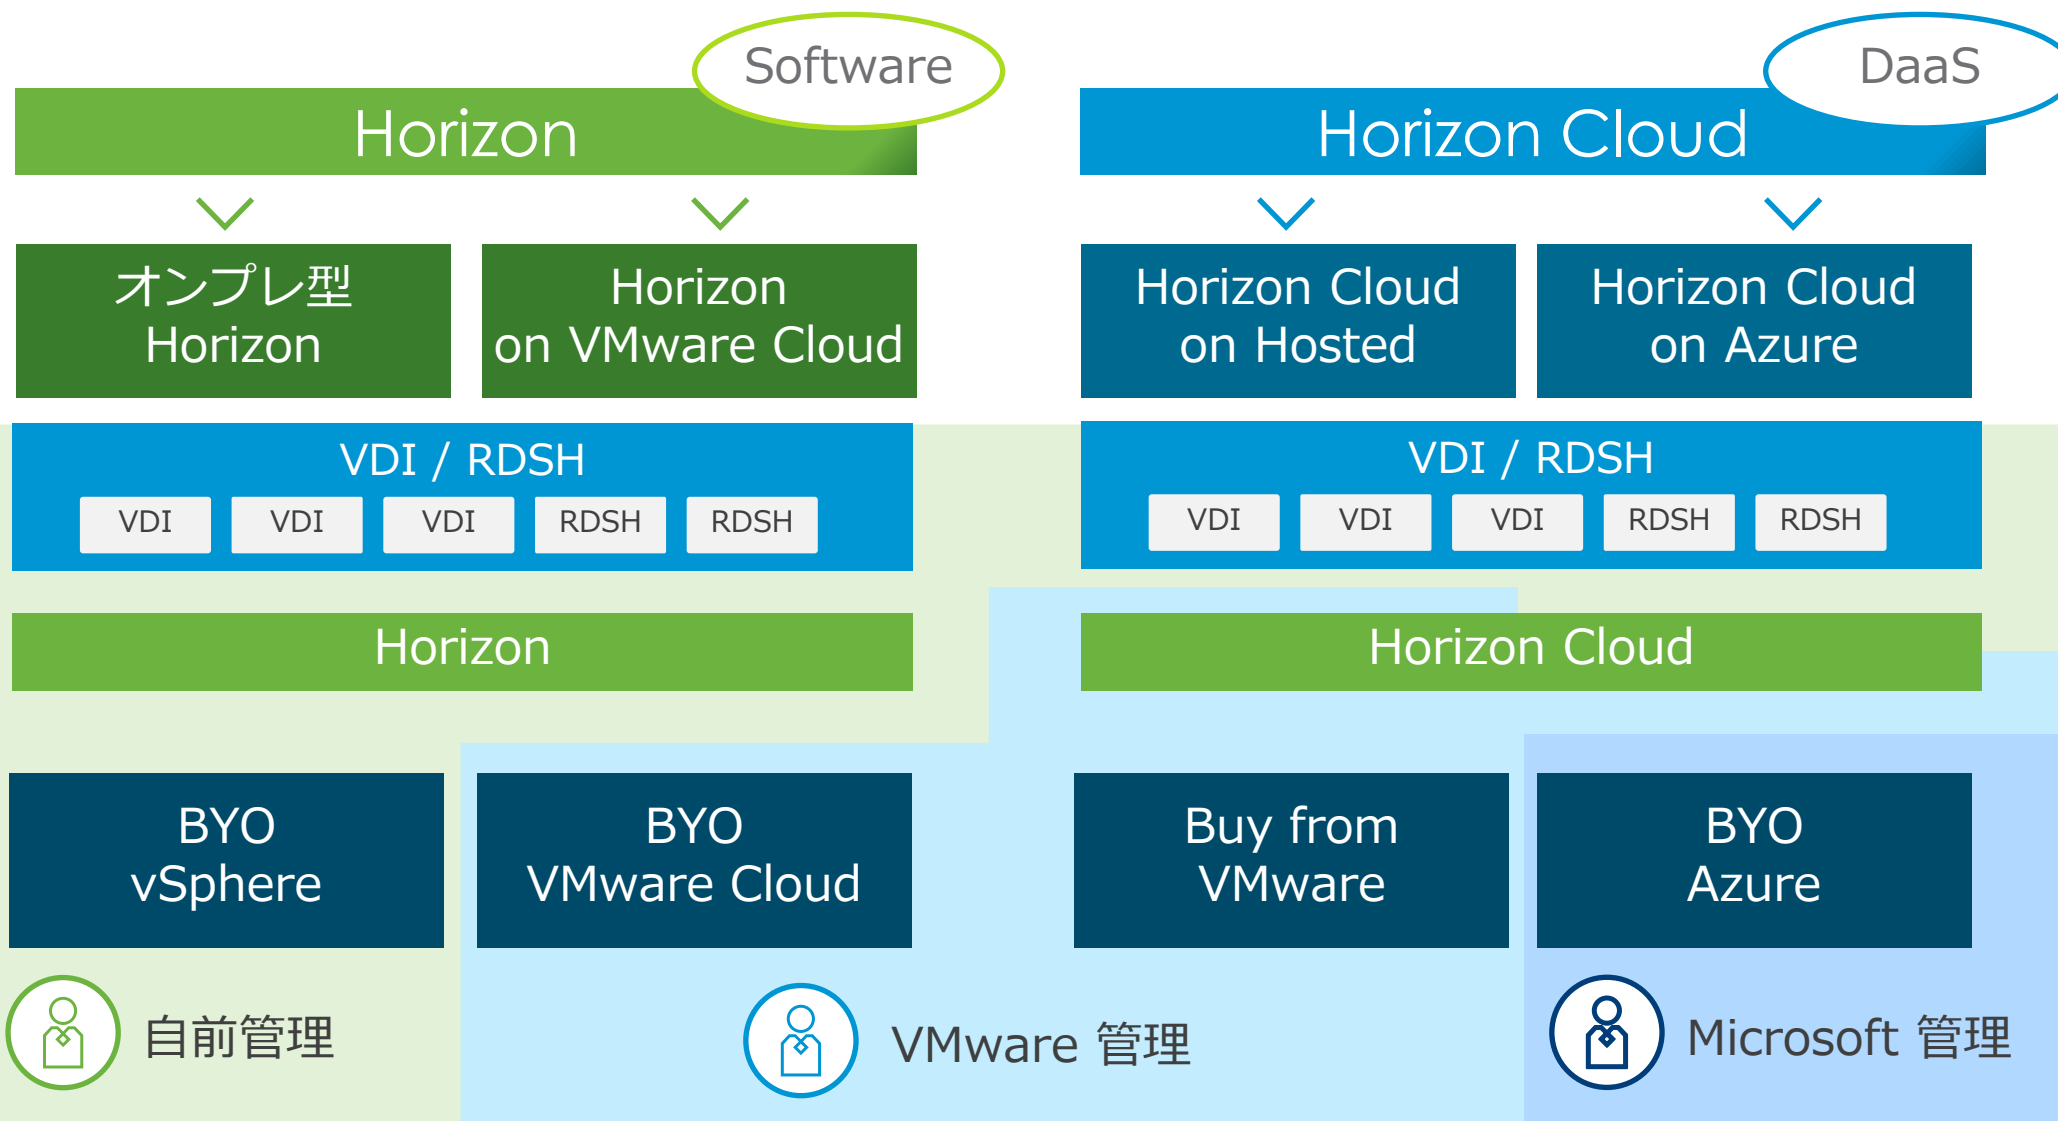 Software
DaaS
Horizon
Horizon Cloud
オンプレ型
Horizon
Horizon
on VMware Cloud
Horizon Cloud
on Hosted
Horizon Cloud
on Azure
VDI / RDSH
VDI VDI VDI RDSH RDSH
VDI / RDSH
VDI VDI VDI RDSH RDSH
Horizon
Horizon Cloud
BYO
vSphere
BYO
VMware Cloud
Buy from
VMware
BYO
Azure
自前管理
VMware 管理
Microsoft 管理